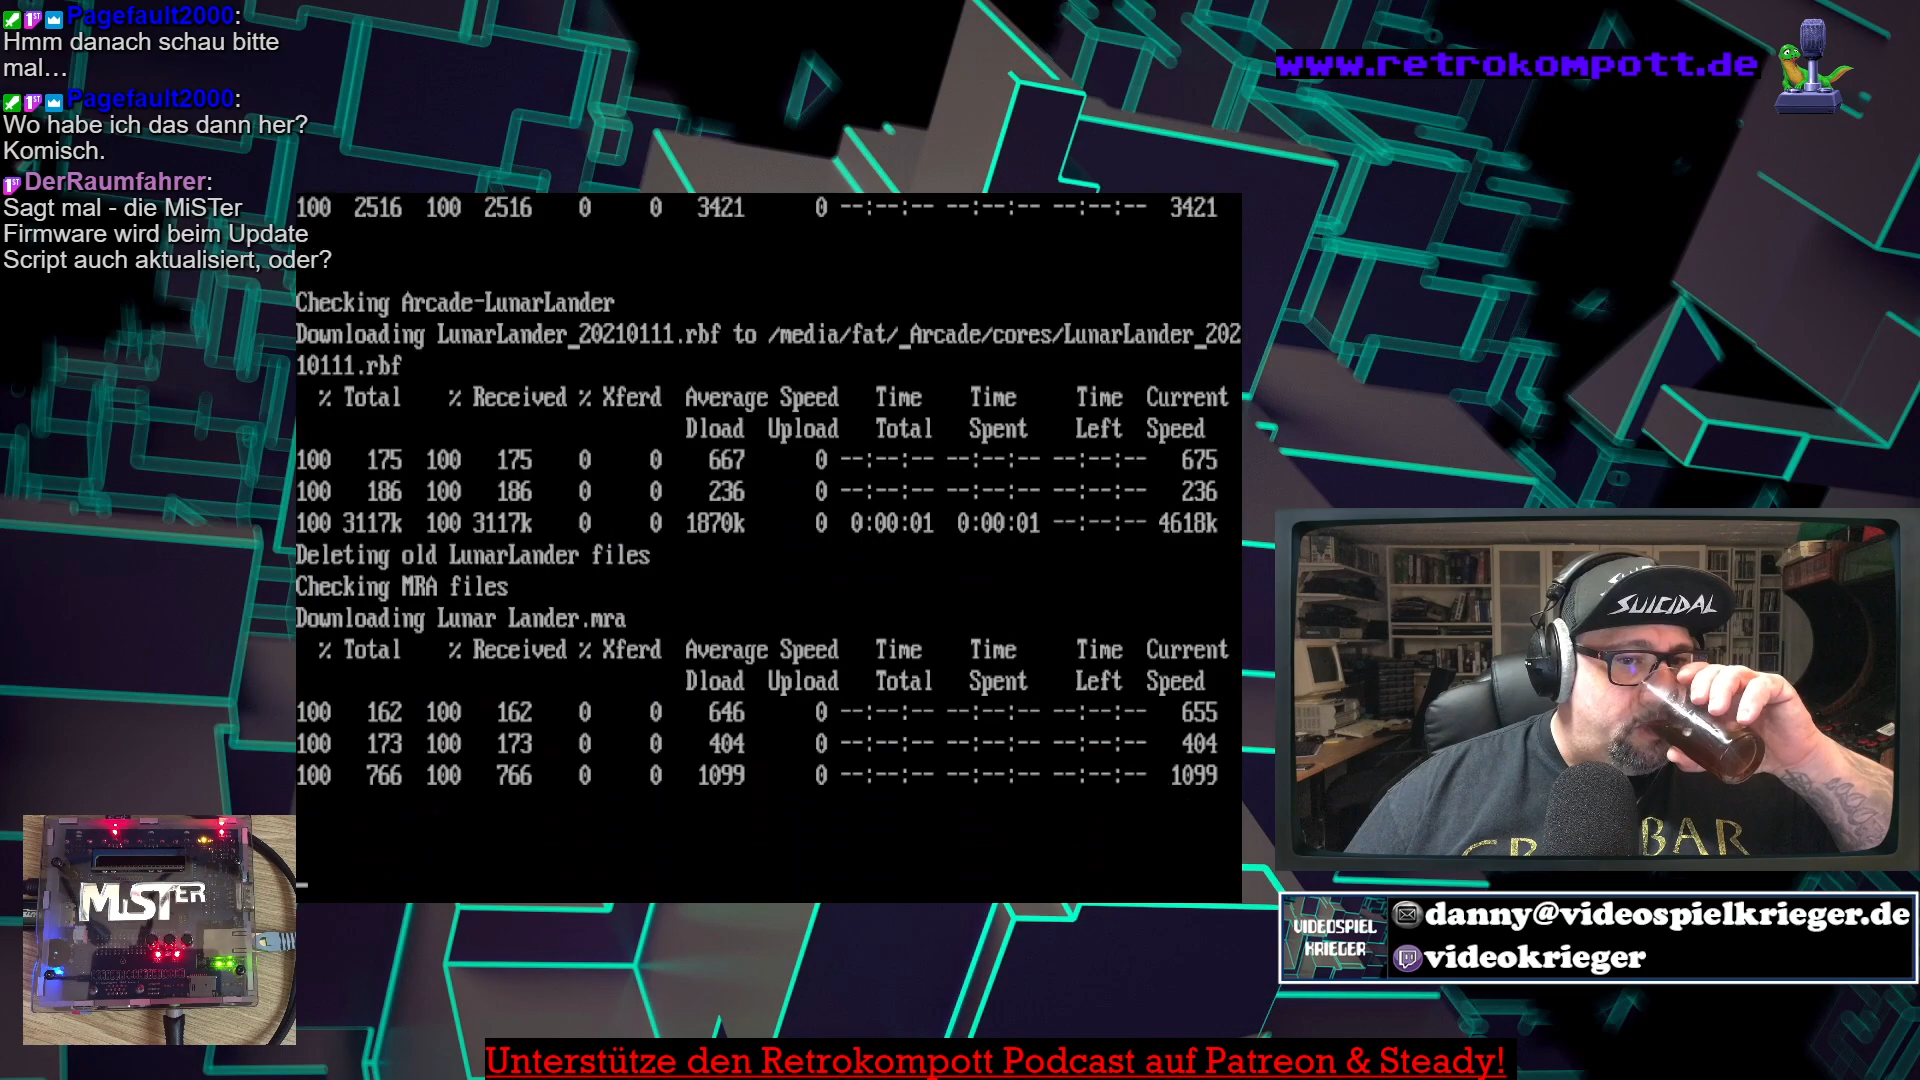 Pagefault2000:
Hmm danach schau bitte
mal...
Pagefault2000:
Wo habe ich das dann her?
Komisch.
DerRaumfahrer:
Sagt mal - die MiSTer
Firmware wird beim Update
Script auch aktualisiert, oder?
www.retrokompott.de
100 2516 100 2516 0 0 3421 0 --:--:-- --:--:-- --:--:-- 3421
Checking Arcade-LunarLander
Downloading LunarLander_20210111.rbf to /media/fat/_Arcade/cores/LunarLander_202
10111.rbf
% Total % Received % Xferd Average Speed Time Time Time Current
Dload Upload Total Spent Left Speed
100 175 100 175 0 0 667 0 --:--:-- --:--:-- --:--:-- 675
100 186 100 186 0 0 236 0 --:--:-- --:--:-- --:--:-- 236
100 3117k 100 3117k 0 0 1870k 0 0:00:01 0:00:01 --:--:-- 4618k
Deleting old LunarLander files
Checking MRA files
Downloading Lunar Lander.mra
% Total % Received % Xferd Average Speed Time Time Time Current
Dload Upload Total Spent Left Speed
100 162 100 162 0 0 646 0 --:--:-- --:--:-- --:--:-- 655
100 173 100 173 0 0 404 0 --:--:-- --:--:-- --:--:-- 404
100 766 100 766 0 0 1099 0 --:--:-- --:--:-- --:--:-- 1099
SUICIDAL
BAR
MiSTer
VIDEOSPIEL
KRIEGER
danny@videospielkrieger.de
videokrieger
Unterstütze den Retrokompott Podcast auf Patreon & Steady!